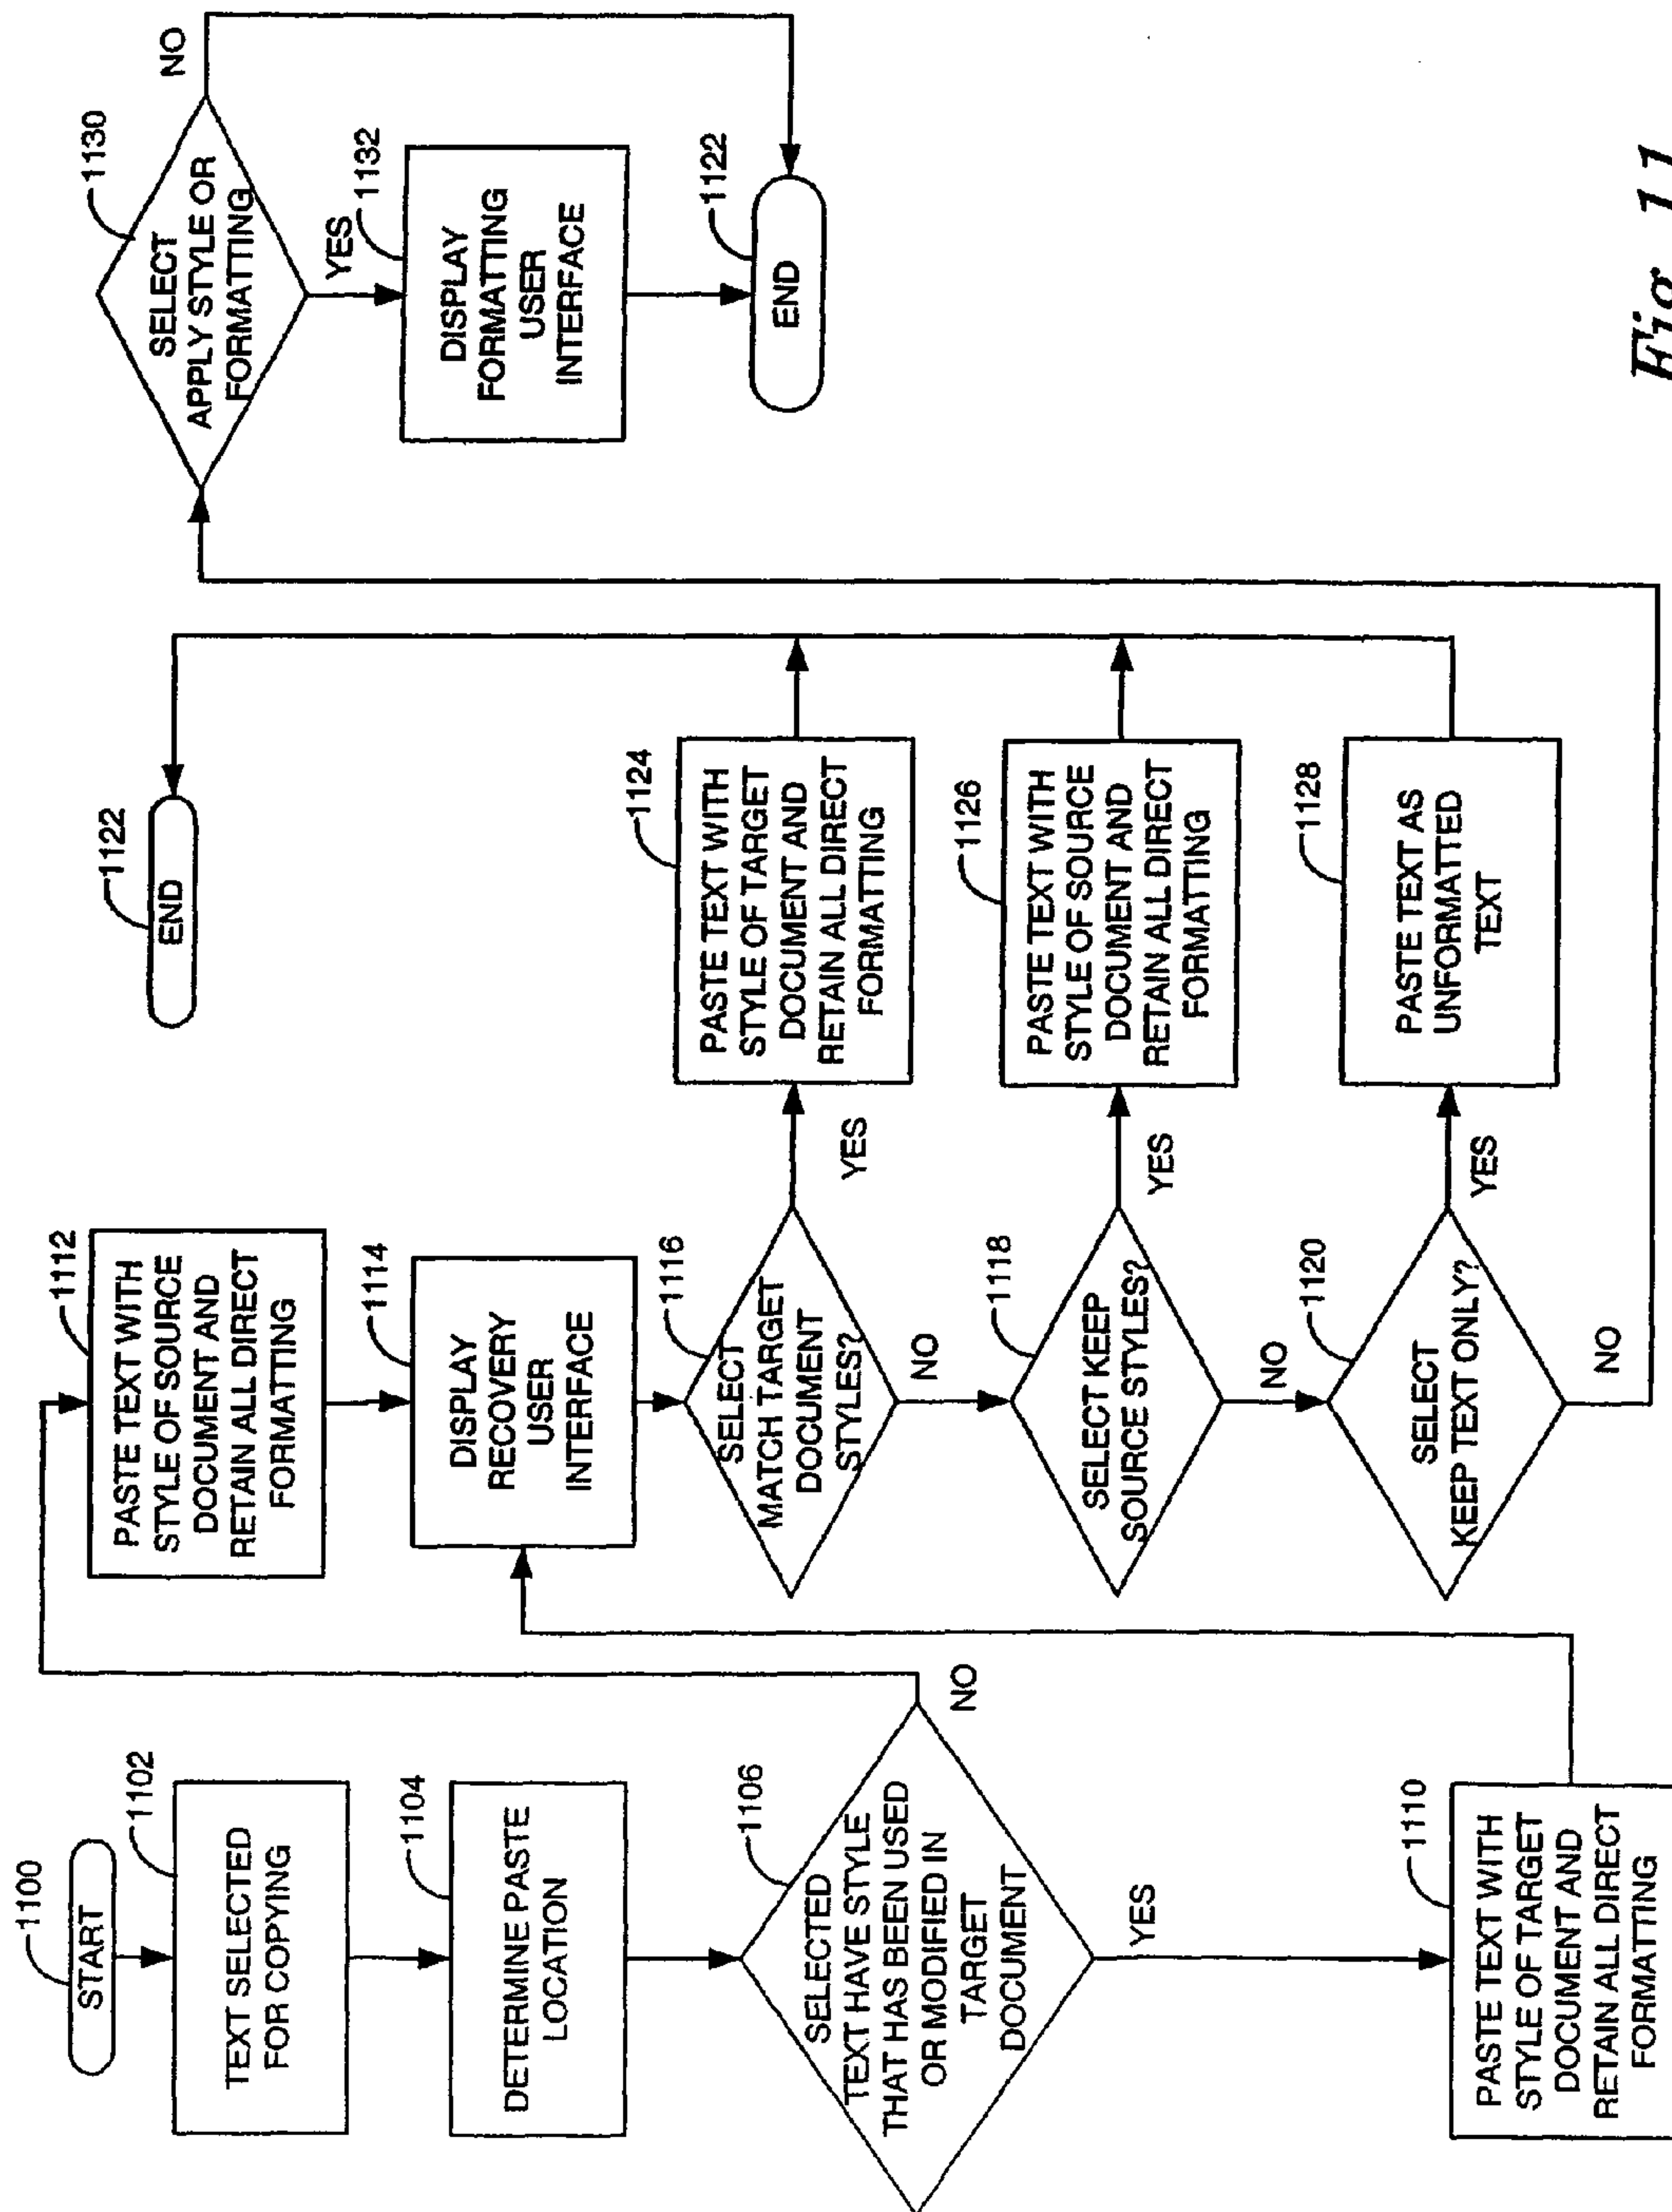 1100
START
1102
TEXT SELECTED
FOR COPYING
1104
DETERMINE PASTE
LOCATION
1106
SELECTED
TEXT HAVE STYLE
THAT HAS BEEN USED
OR MODIFIED IN
TARGET
DOCUMENT
NO
YES
1110
PASTE TEXT WITH
STYLE OF TARGET
DOCUMENT AND
RETAIN ALL DIRECT
FORMATTING
1112
PASTE TEXT WITH
STYLE OF SOURCE
DOCUMENT AND
RETAIN ALL DIRECT
FORMATTING
1114
DISPLAY
RECOVERY
USER
INTERFACE
1116
SELECT
MATCH TARGET
DOCUMENT
STYLES?
YES
NO
1124
PASTE TEXT WITH
STYLE OF TARGET
DOCUMENT AND
RETAIN ALL DIRECT
FORMATTING
1118
SELECT KEEP
SOURCE STYLES?
YES
NO
1126
PASTE TEXT WITH
STYLE OF SOURCE
DOCUMENT AND
RETAIN ALL DIRECT
FORMATTING
1120
SELECT
KEEP TEXT ONLY?
YES
NO
1128
PASTE TEXT AS
UNFORMATTED
TEXT
1122
END
1130
SELECT
APPLY STYLE OR
FORMATTING
NO
YES
1132
DISPLAY
FORMATTING
USER
INTERFACE
1122
END
Fig. 11